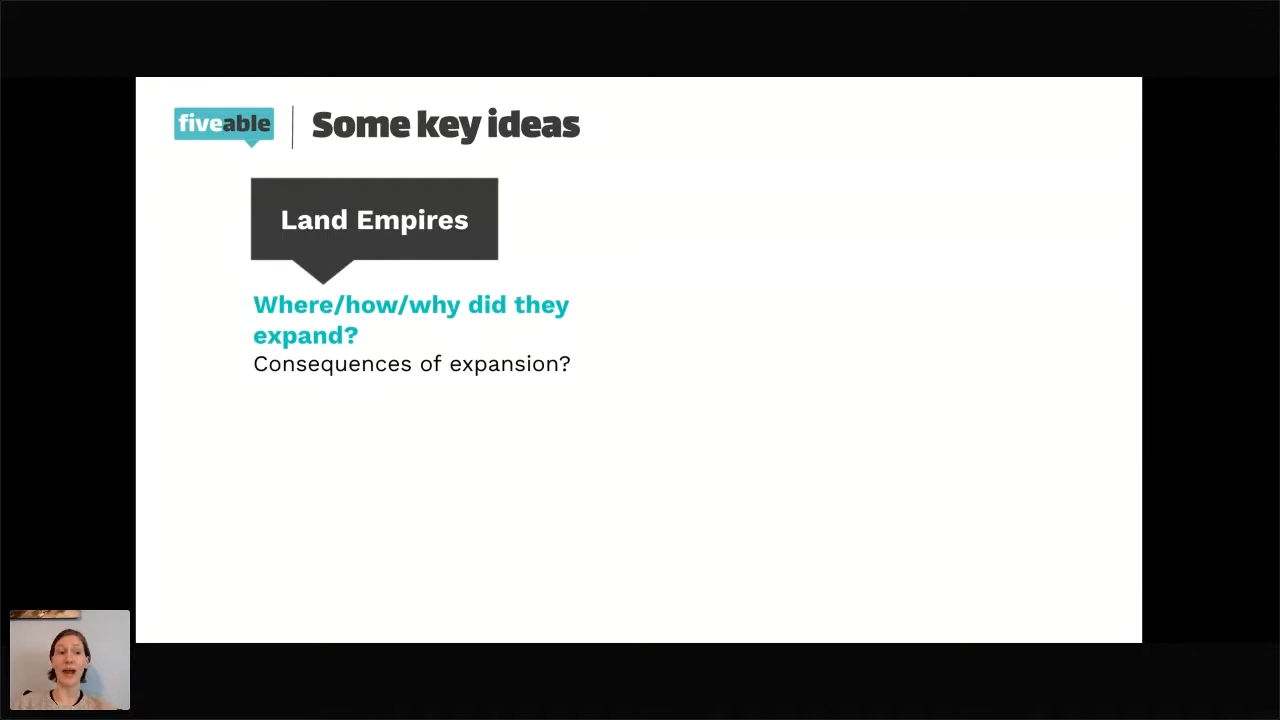 fiveable
Some key ideas
Land Empires
Where/how/why did they
expand?
Consequences of expansion?